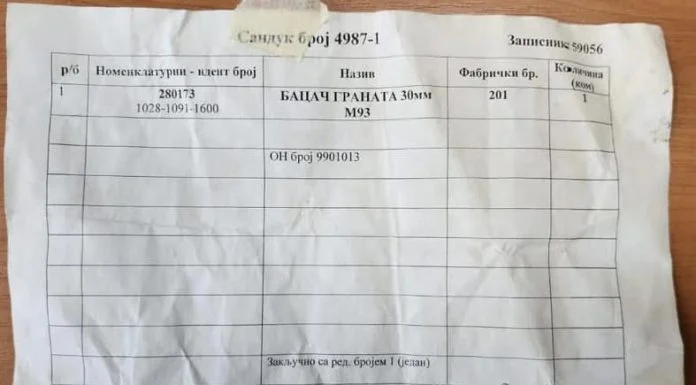 Сандук број 4987-1
Записник 59056
р/б Номенклатурни - идент број Назив Фабрички бр. Количина (ком)
1 280173 БАЦАЧ ГРАНАТА 30мм 201 1
1028-1091-1600 М93
ОН број 9901013
Закључно са ред. бројем 1 (један)